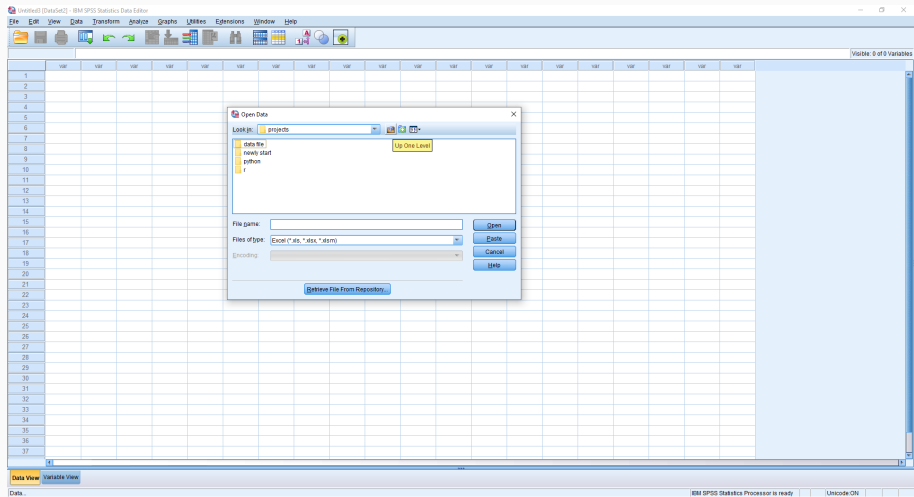 Untitled3 [DataSet2] - IBM SPSS Statistics Data Editor
File Edit View Data Transform Analyze Graphs Utilities Extensions Window Help
Visible: 0 of 0 Variables
var var var var var var var var var var var var var var var var var var var var
1
2
3
4
5
6
7
8
9
10
11
12
13
14
15
16
17
18
19
20
21
22
23
24
25
26
27
28
29
30
31
32
33
34
35
36
37
Open Data
Look in: projects
Up One Level
data file
newly start
python
r
File name:
Open
Files of type: Excel (*.xls, *.xlsx, *.xlsm)
Paste
Encoding:
Cancel
Help
Retrieve File From Repository...
Data View Variable View
Data...
IBM SPSS Statistics Processor is ready
Unicode:ON